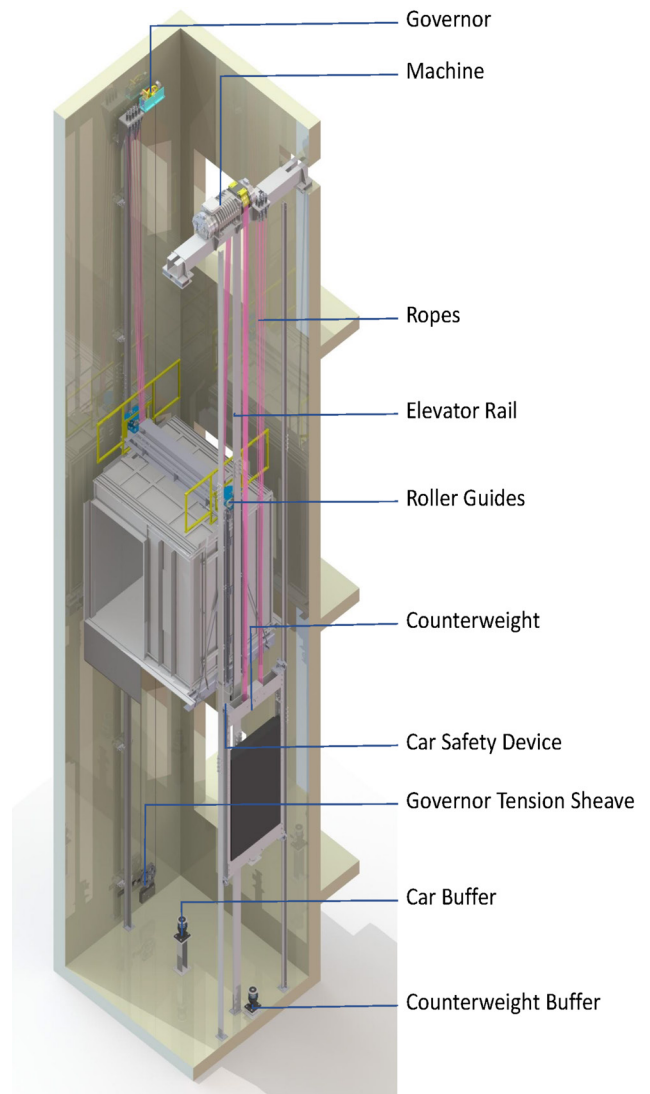 Governor
Machine
Ropes
Elevator Rail
Roller Guides
Counterweight
Car Safety Device
Governor Tension Sheave
Car Buffer
Counterweight Buffer